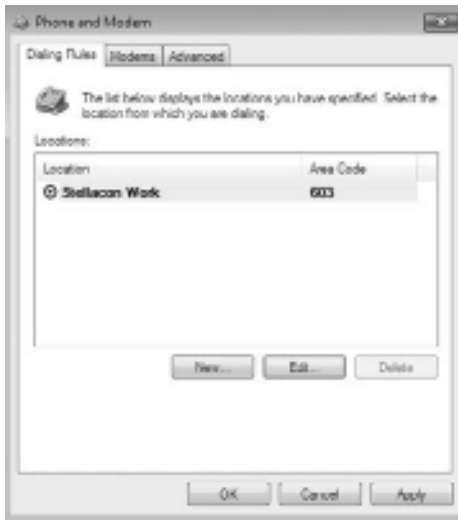 Phone and Modem
Dialing Rules Modems Advanced
The list below displays the locations you have specified. Select the
location from which you are dialing.
Locations:
Location Area Code
Stellacon Work 603
New... Edit... Delete
OK Cancel Apply